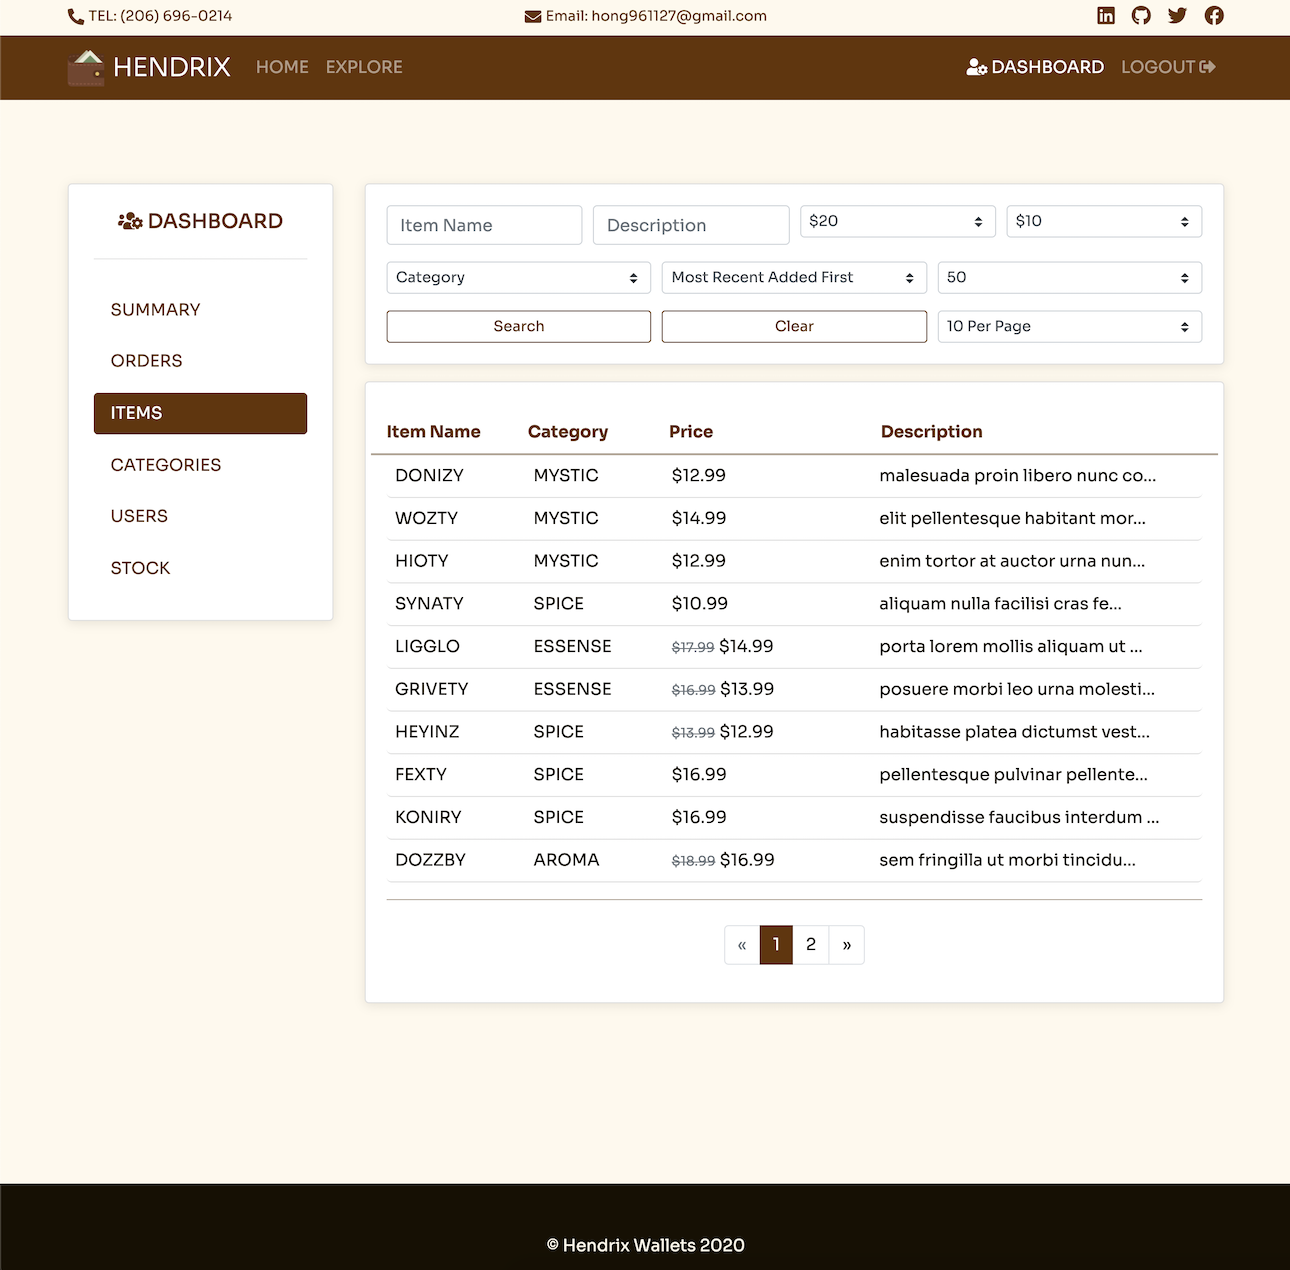 TEL: (206) 696-0214 Email: hong961127@gmail.com
HENDRIX HOME EXPLORE DASHBOARD LOGOUT
DASHBOARD
SUMMARY
ORDERS
ITEMS
CATEGORIES
USERS
STOCK
Item Name Description $20 $10
Category Most Recent Added First 50
Search Clear 10 Per Page
Item Name Category Price Description
DONIZY MYSTIC $12.99 malesuada proin libero nunc co...
WOZTY MYSTIC $14.99 elit pellentesque habitant mor...
HIOTY MYSTIC $12.99 enim tortor at auctor urna nun...
SYNATY SPICE $10.99 aliquam nulla facilisi cras fe...
LIGGLO ESSENSE $17.99 $14.99 porta lorem mollis aliquam ut ...
GRIVETY ESSENSE $16.99 $13.99 posuere morbi leo urna molesti...
HEYINZ SPICE $13.99 $12.99 habitasse platea dictumst vest...
FEXTY SPICE $16.99 pellentesque pulvinar pellente...
KONIRY SPICE $16.99 suspendisse faucibus interdum ...
DOZZBY AROMA $18.99 $16.99 sem fringilla ut morbi tincidu...
« 1 2 »
© Hendrix Wallets 2020